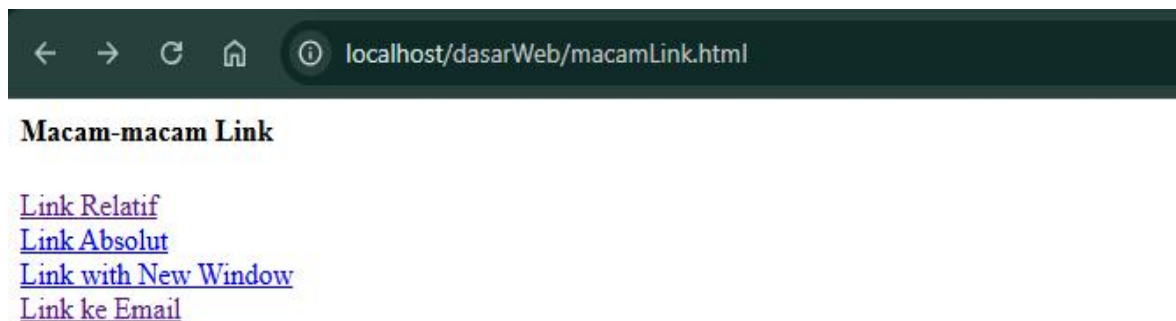 localhost/dasarWeb/macamLink.html
Macam-macam Link
Link Relatif
Link Absolut
Link with New Window
Link ke Email